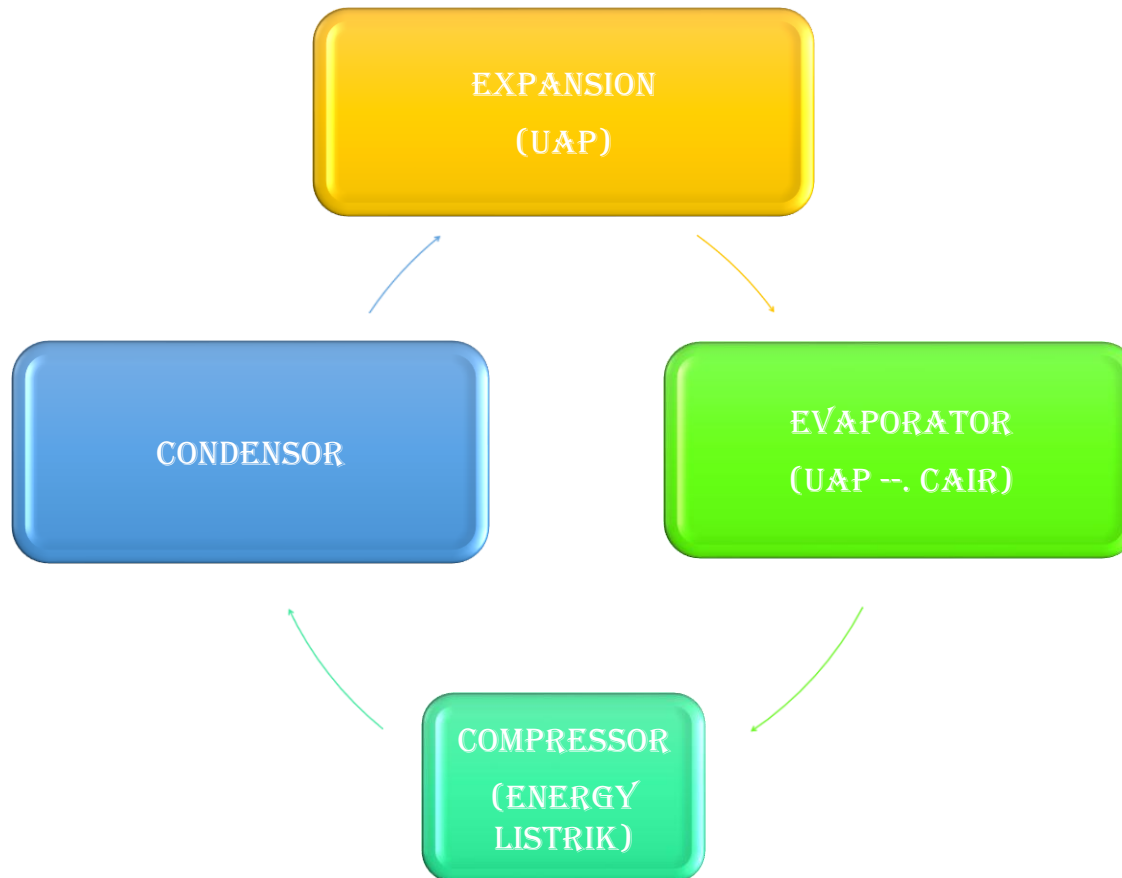 EXPANSION
(UAP)
CONDENSOR
EVAPORATOR
(UAP --. CAIR)
COMPRESSOR
(ENERGY
LISTRIK)